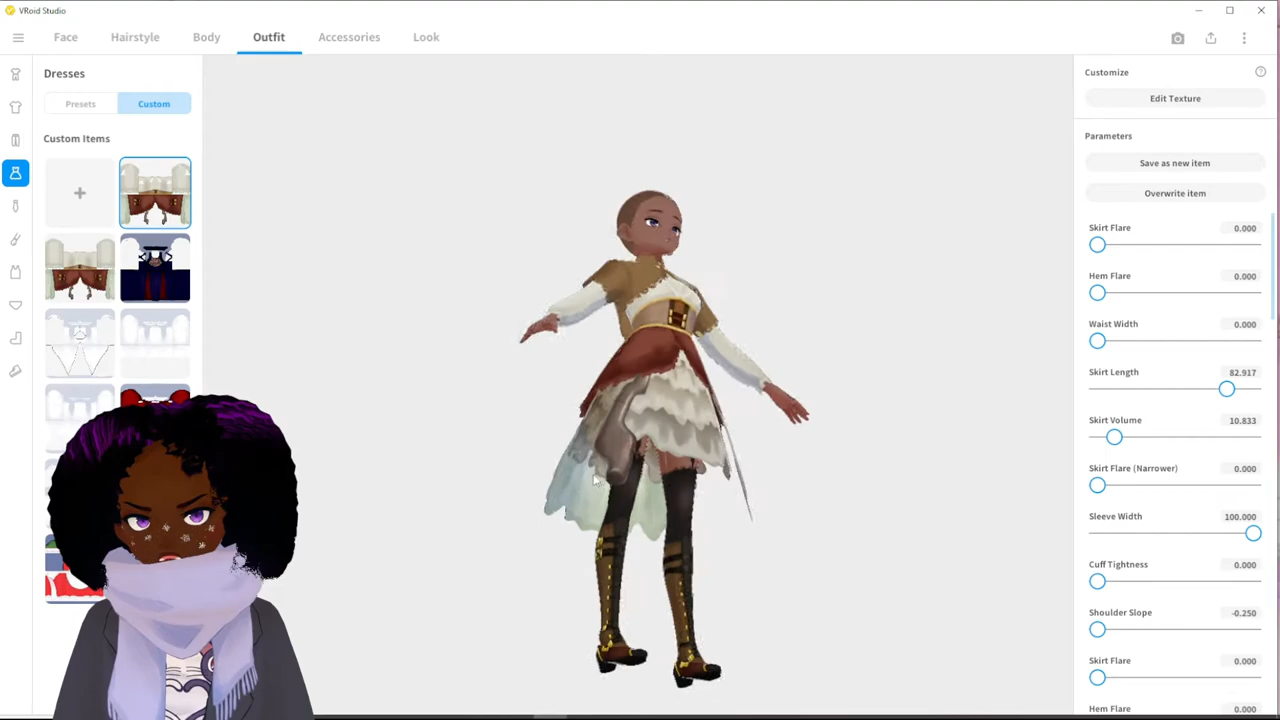 VRoid Studio
Face Hairstyle Body Outfit Accessories Look
Dresses
Presets Custom
Custom Items
+
Customize
Edit Texture
Parameters
Save as new item
Overwrite item
Skirt Flare 0.000
Hem Flare 0.000
Waist Width 0.000
Skirt Length 82.917
Skirt Volume 10.833
Skirt Flare (Narrower) 0.000
Sleeve Width 100.000
Cuff Tightness 0.000
Shoulder Slope -0.250
Skirt Flare 0.000
Hem Flare 0.000